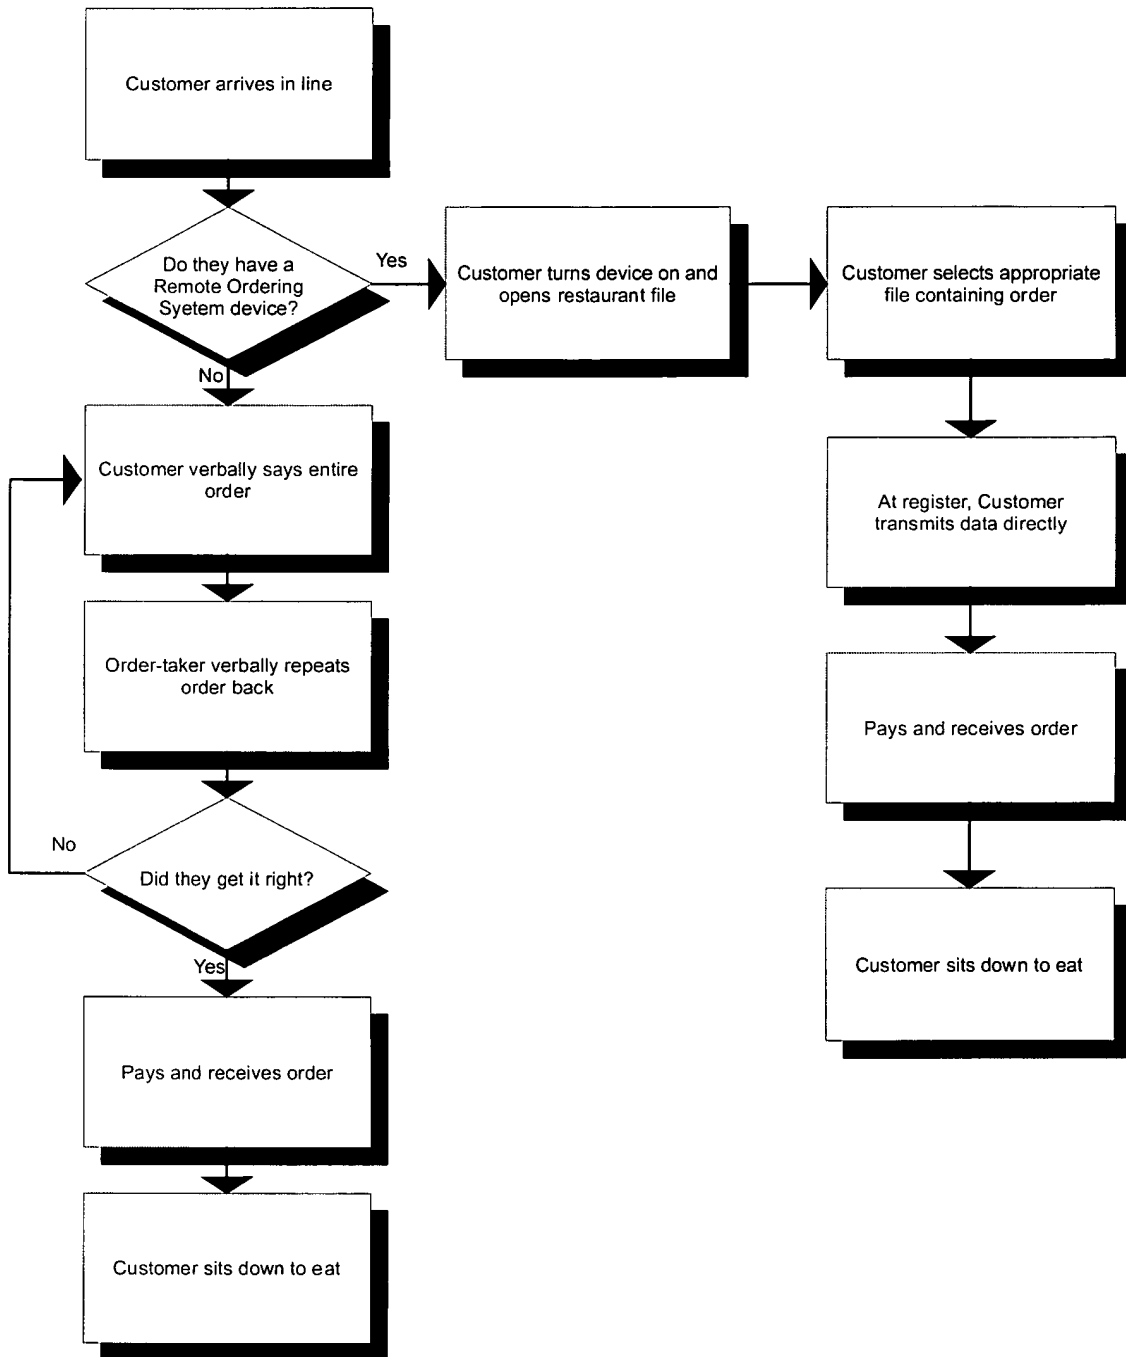 Customer arrives in line
Do they have a
Remote Ordering
Syetem device?
Yes
Customer turns device on and
opens restaurant file
Customer selects appropriate
file containing order
No
Customer verbally says entire
order
At register, Customer
transmits data directly
Order-taker verbally repeats
order back
Pays and receives order
No
Did they get it right?
Yes
Customer sits down to eat
Pays and receives order
Customer sits down to eat